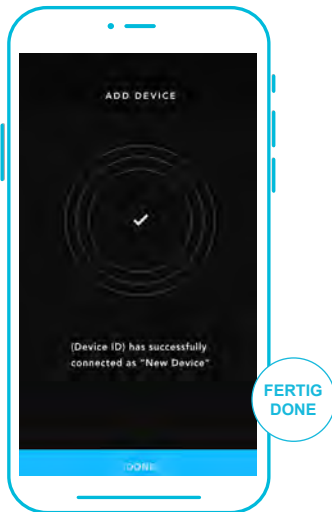 ADD DEVICE
(Device ID) has successfully
connected as "New Device"
FERTIG
DONE
DONE